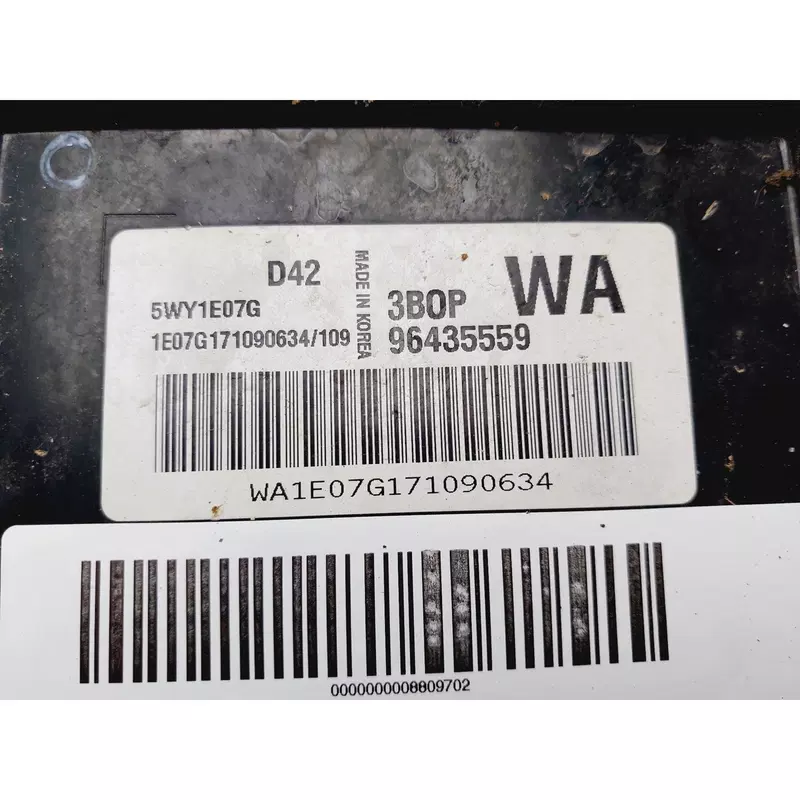 D42
5WY1E07G
1E07G171090634/109
MADE IN KOREA
3BOP
96435559
WA
WA1E07G171090634
0000000008809702